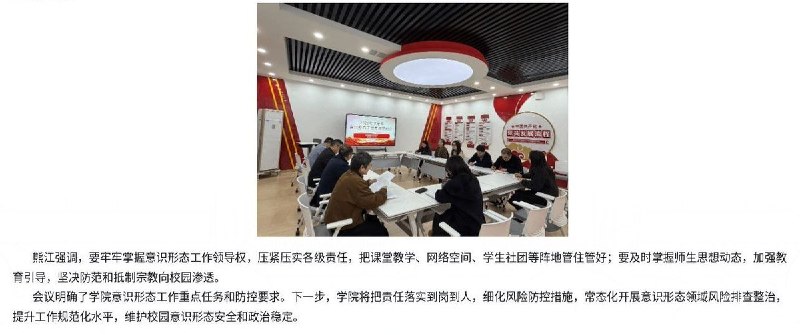 党员发展流程
熊江强调，要牢牢掌握意识形态工作领导权，压紧压实各级责任，把课堂教学、网络空间、学生社团等阵地管住管好；要及时掌握师生思想动态，加强教
育引导，坚决防范和抵制宗教向校园渗透。
会议明确了学院意识形态工作重点任务和防控要求。下一步，学院将把责任落实到岗到人，细化风险防控措施，常态化开展意识形态领域风险排查整治，
提升工作规范化水平，维护校园意识形态安全和政治稳定。